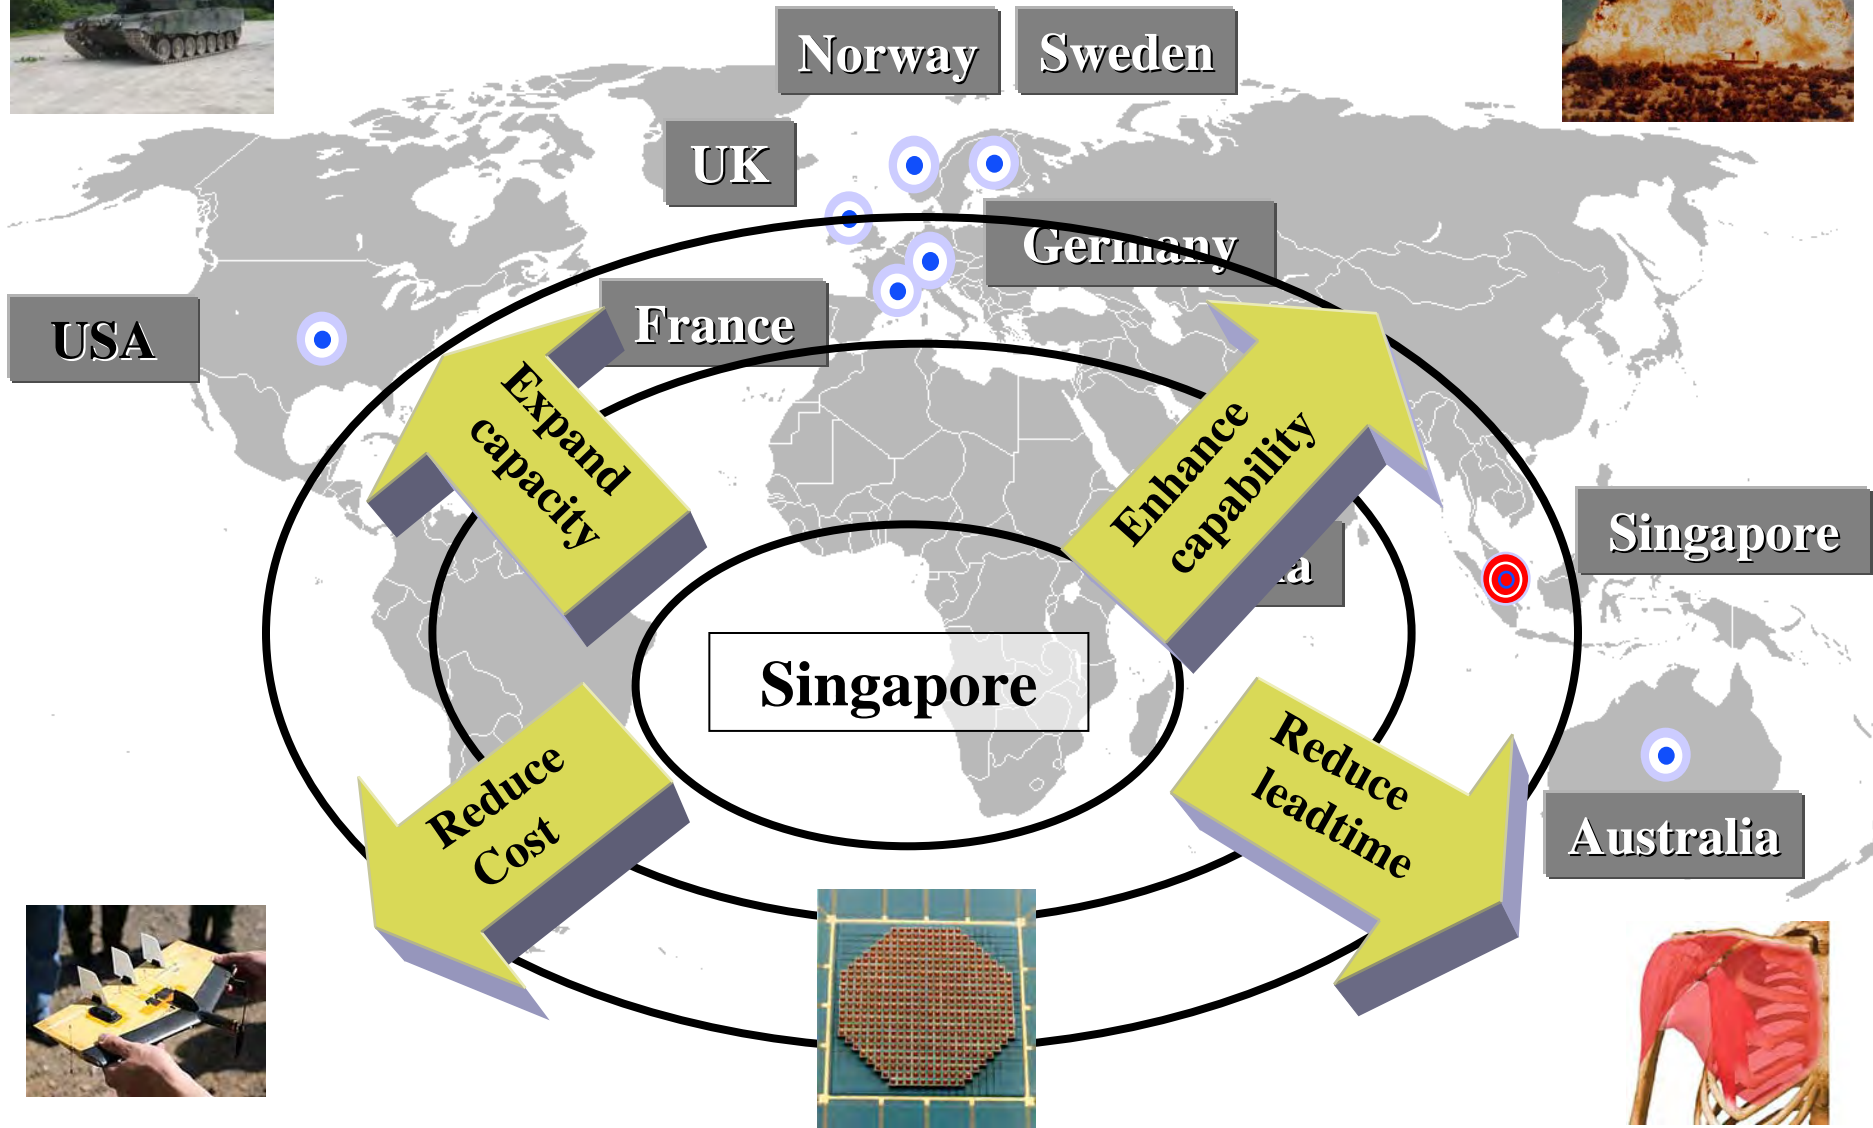 Norway
Sweden
UK
Germany
USA
France
Expand
capacity
Enhance
capability
Singapore
Singapore
Reduce
Cost
Reduce
leadtime
Australia